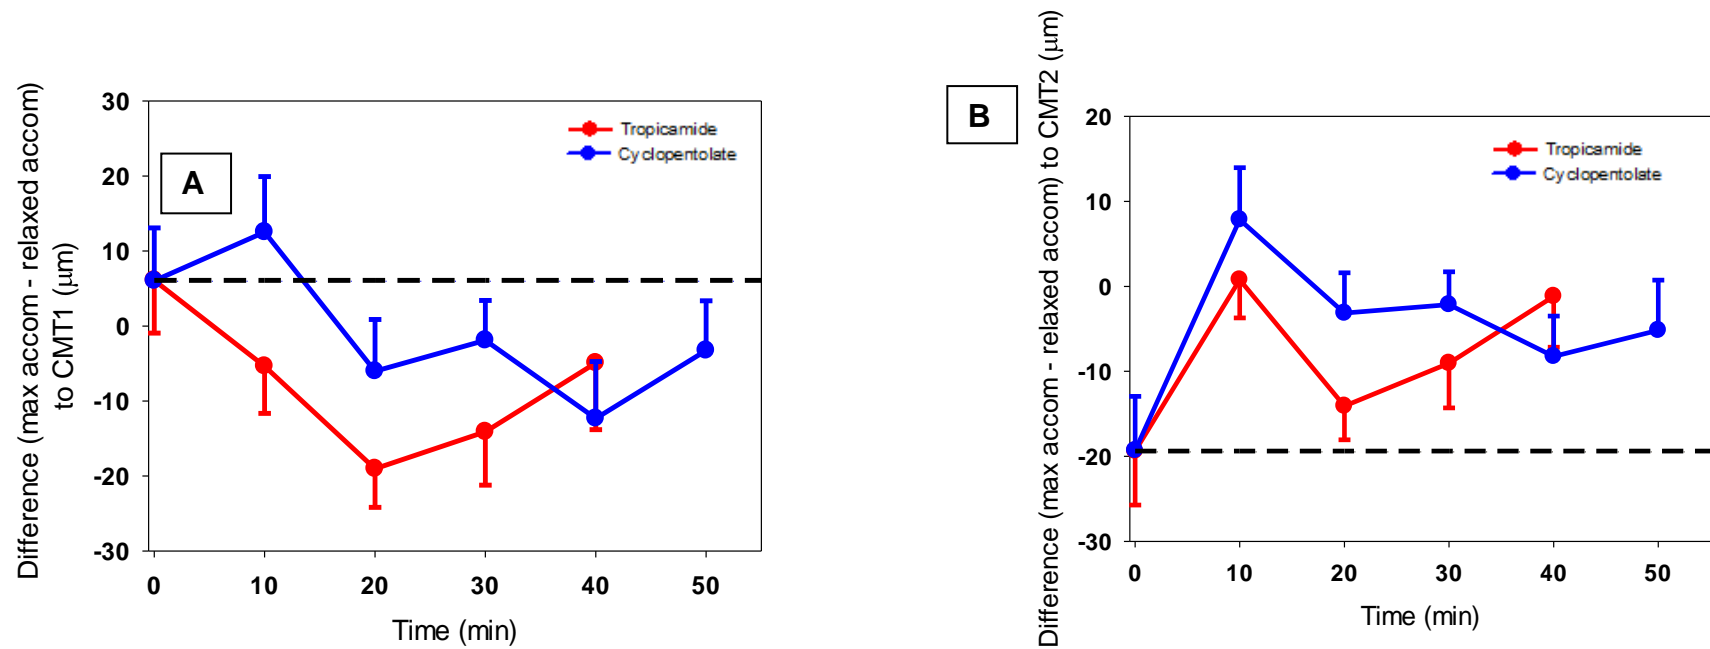 Difference (max accom - relaxed accom)
to CMT1 (μm)
30
20
10
0
-10
-20
-30
A
Tropicamide
Cyclopentolate
0 10 20 30 40 50
Time (min)
Difference (max accom - relaxed accom) to CMT2 (μm)
B
20
10
0
-10
-20
-30
Tropicamide
Cyclopentolate
0 10 20 30 40 50
Time (min)